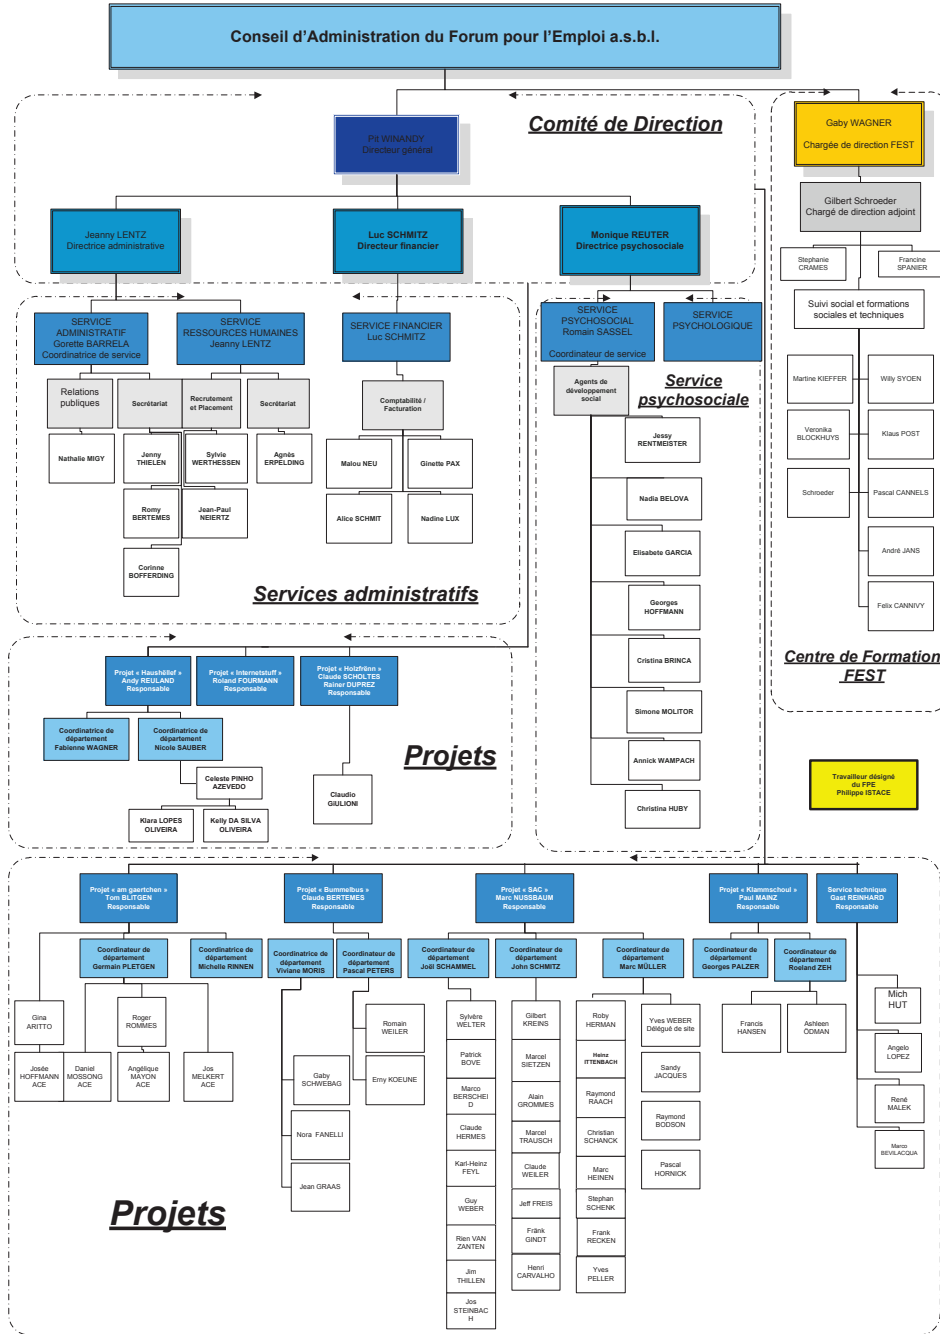 Conseil d'Administration du Forum pour l'Emploi a.s.b.l.
Comité de Direction
Pit WINANDY
Directeur général
Gaby WAGNER
Chargée de direction FEST
Gilbert Schroeder
Chargé de direction adjoint
Jeanny LENTZ
Directrice administrative
Luc SCHMITZ
Directeur financier
Monique REUTER
Directrice psychosociale
Stephanie
CRAMES
Francine
SPANIER
Suivi social et formations
sociales et techniques
Martine KIEFFER
Willy SYOEN
Veronika
BLOCKHUYS
Klaus POST
Schroeder
Pascal CANNELS
André JANS
Felix CANNIVY
Centre de Formation
FEST
SERVICE
ADMINISTRATIF
Gorette BARRELA
Coordinatrice de service
SERVICE
RESSOURCES HUMAINES
Jeanny LENTZ
SERVICE FINANCIER
Luc SCHMITZ
SERVICE
PSYCHOSOCIAL
Romain SASSEL
Coordinateur de service
SERVICE
PSYCHOLOGIQUE
Service
psychosociale
Relations
publiques
Secrétariat
Recrutement
et Placement
Secrétariat
Comptabilité /
Facturation
Agents de
développement
social
Nathalie MIGY
Jenny
THIELEN
Sylvie
WERTHESSEN
Agnès
ERPELDING
Malou NEU
Ginette PAX
Romy
BERTEMES
Jean-Paul
NEIERTZ
Alice SCHMIT
Nadine LUX
Corinne
BOFFERDING
Services administratifs
Jessy
RENTMEISTER
Nadia BELOVA
Elisabete GARCIA
Georges
HOFFMANN
Cristina BRINCA
Simone MOLITOR
Annick WAMPACH
Christina HUBY
Projet « Haushëllef »
Andy REULAND
Responsable
Projet « Internetstuff »
Roland FOURMANN
Responsable
Projet « Holzfrënn »
Claude SCHOLTES
Rainer DUPREZ
Responsable
Coordinatrice de
département
Fabienne WAGNER
Coordinatrice de
département
Nicole SAUBER
Celeste PINHO
AZEVEDO
Klara LOPES
OLIVEIRA
Kelly DA SILVA
OLIVEIRA
Claudio
GIULIONI
Projets
Travailleur désigné
du FPE
Philippe ISTACE
Projet « am gaertchen »
Tom BLITGEN
Responsable
Projet « Bummelbus »
Claude BERTEMES
Responsable
Projet « SAC »
Marc NUSSBAUM
Responsable
Projet « Klammschoul »
Paul MAINZ
Responsable
Service technique
Gast REINHARD
Responsable
Coordinateur de
département
Germain PLETGEN
Coordinatrice de
département
Michelle RINNEN
Coordinatrice de
département
Viviane MORIS
Coordinateur de
département
Pascal PETERS
Coordinateur de
département
Joël SCHAMMEL
Coordinateur de
département
John SCHMITZ
Coordinateur de
département
Marc MÜLLER
Coordinateur de
département
Georges PALZER
Coordinateur de
département
Roeland ZEH
Gina
ARITTO
Roger
ROMMES
Josée
HOFFMANN
ACE
Daniel
MOSSONG
ACE
Angélique
MAYON
ACE
Jos
MELKERT
ACE
Romain
WEILER
Gaby
SCHWEBAG
Erny KOEUNE
Nora FANELLI
Jean GRAAS
Sylvère
WELTER
Patrick
BOVE
Marco
BERSCHEI
D
Claude
HERMES
Karl-Heinz
FEYL
Guy
WEBER
Rien VAN
ZANTEN
Jim
THILLEN
Jos
STEINBAC
H
Gilbert
KREINS
Marcel
SIETZEN
Alain
GROMMES
Marcel
TRAUSCH
Claude
WEILER
Jeff FREIS
Fränk
GINDT
Henri
CARVALHO
Roby
HERMAN
Heinz
ITTENBACH
Raymond
RAACH
Christian
SCHANCK
Marc
HEINEN
Stephan
SCHENK
Frank
RECKEN
Yves
PELLER
Yves WEBER
Délégué de site
Sandy
JACQUES
Raymond
BODSON
Pascal
HORNICK
Francis
HANSEN
Ashleen
ÖDMAN
Mich
HUT
Angelo
LOPEZ
René
MALEK
Marco
BEVILACQUA
Projets